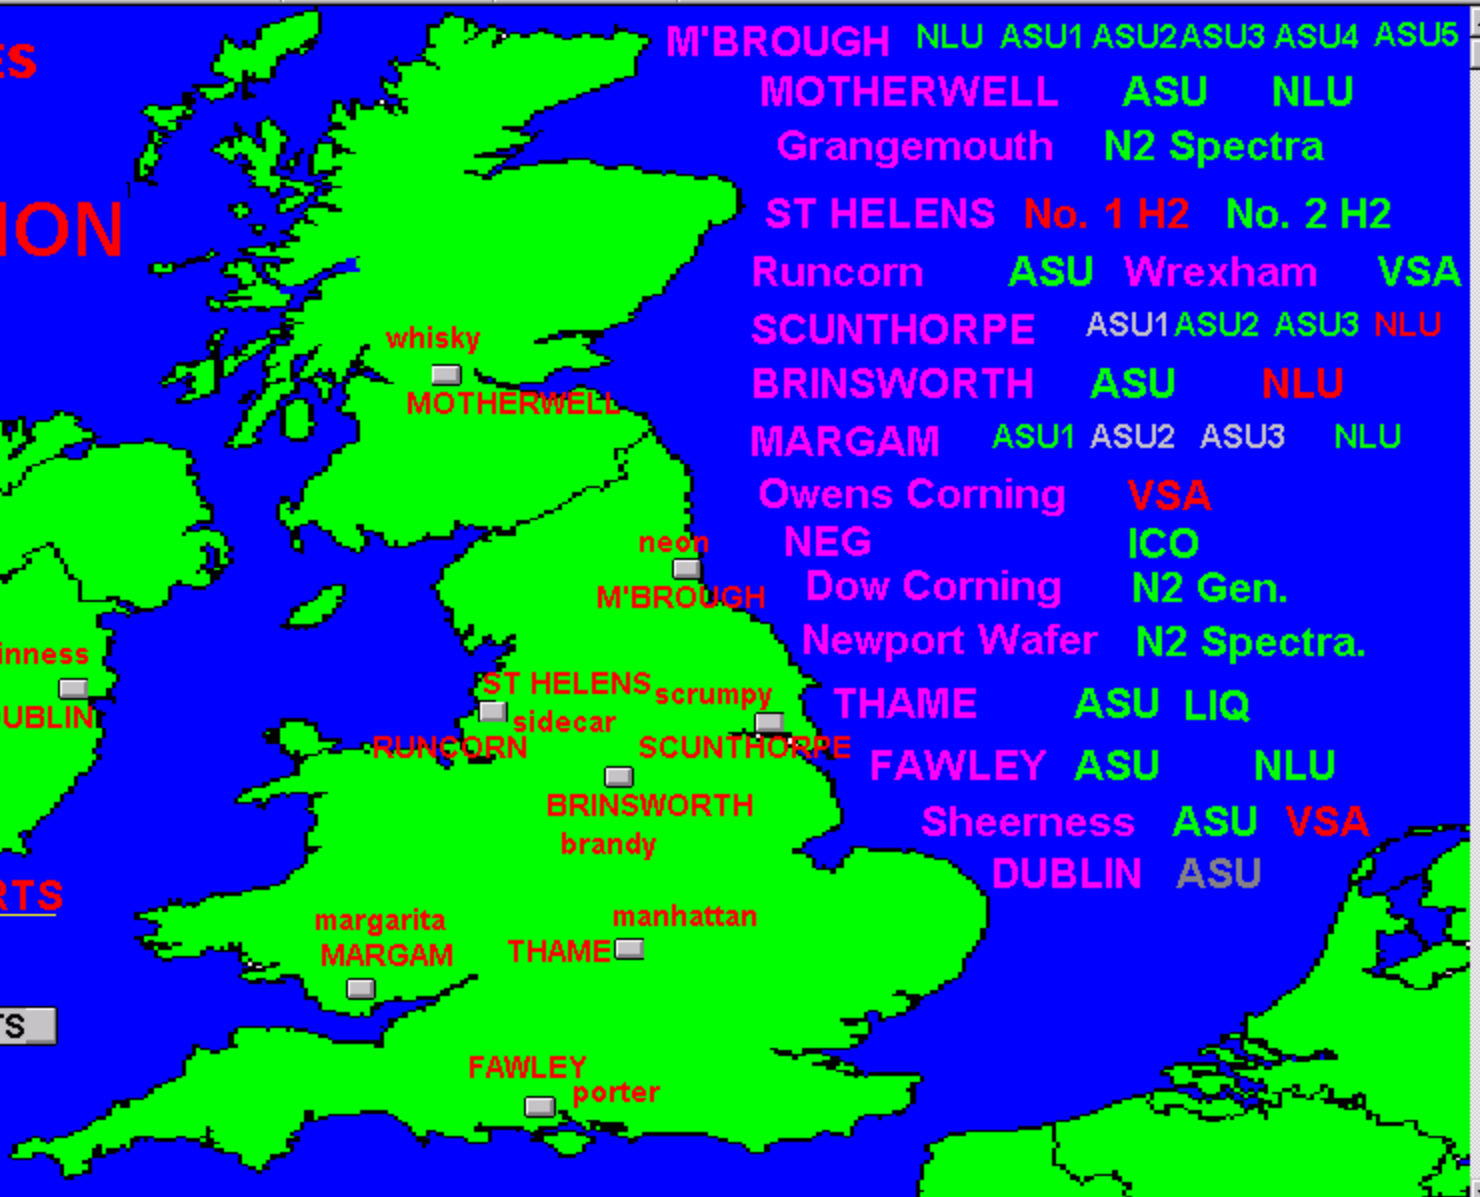 ES
M'BROUGH NLU ASU1 ASU2 ASU3 ASU4 ASU5
MOTHERWELL ASU NLU
Grangemouth N2 Spectra
ION
ST HELENS No. 1 H2 No. 2 H2
Runcorn ASU Wrexham VSA
SCUNTHORPE ASU1 ASU2 ASU3 NLU
BRINSWORTH ASU NLU
MARGAM ASU1 ASU2 ASU3 NLU
Owens Corning VSA
NEG ICO
Dow Corning N2 Gen.
Newport Wafer N2 Spectra.
THAME ASU LIQ
FAWLEY ASU NLU
Sheerness ASU VSA
DUBLIN ASU
whisky
MOTHERWELL
neon
M'BROUGH
inness
UBLIN
ST HELENS
sidecar
RUNCORN
scrumpy
SCUNTHORPE
BRINSWORTH
brandy
RTS
margarita
MARGAM
manhattan
THAME
TS
FAWLEY
porter